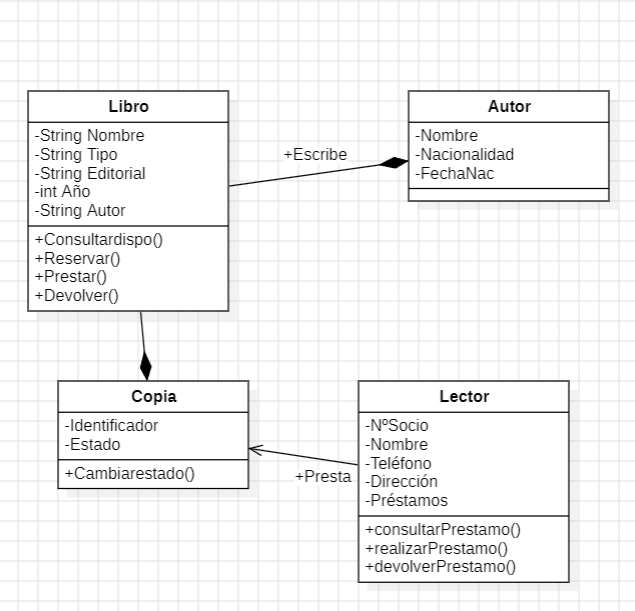 Libro
-String Nombre
-String Tipo
-String Editorial
-int Año
-String Autor
+Consultardispo()
+Reservar()
+Prestar()
+Devolver()
+Escribe
Autor
-Nombre
-Nacionalidad
-FechaNac
Copia
-Identificador
-Estado
+Cambiarestado()
+Presta
Lector
-NºSocio
-Nombre
-Teléfono
-Dirección
-Préstamos
+consultarPrestamo()
+realizarPrestamo()
+devolverPrestamo()